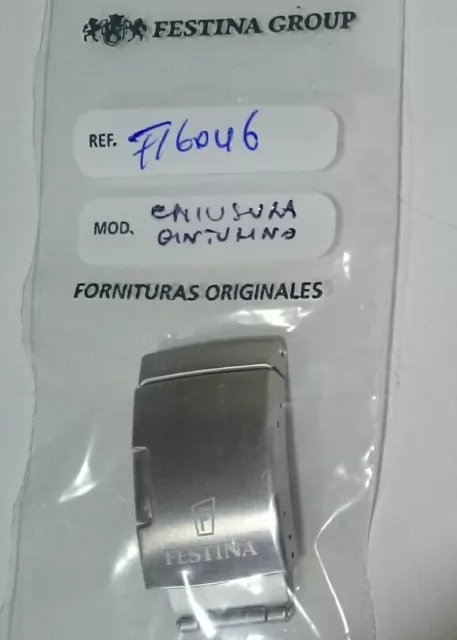 FESTINA GROUP
REF. F16046
MOD. CHIUSURA
CINTURINO
FORNITURAS ORIGINALES
F
FESTINA